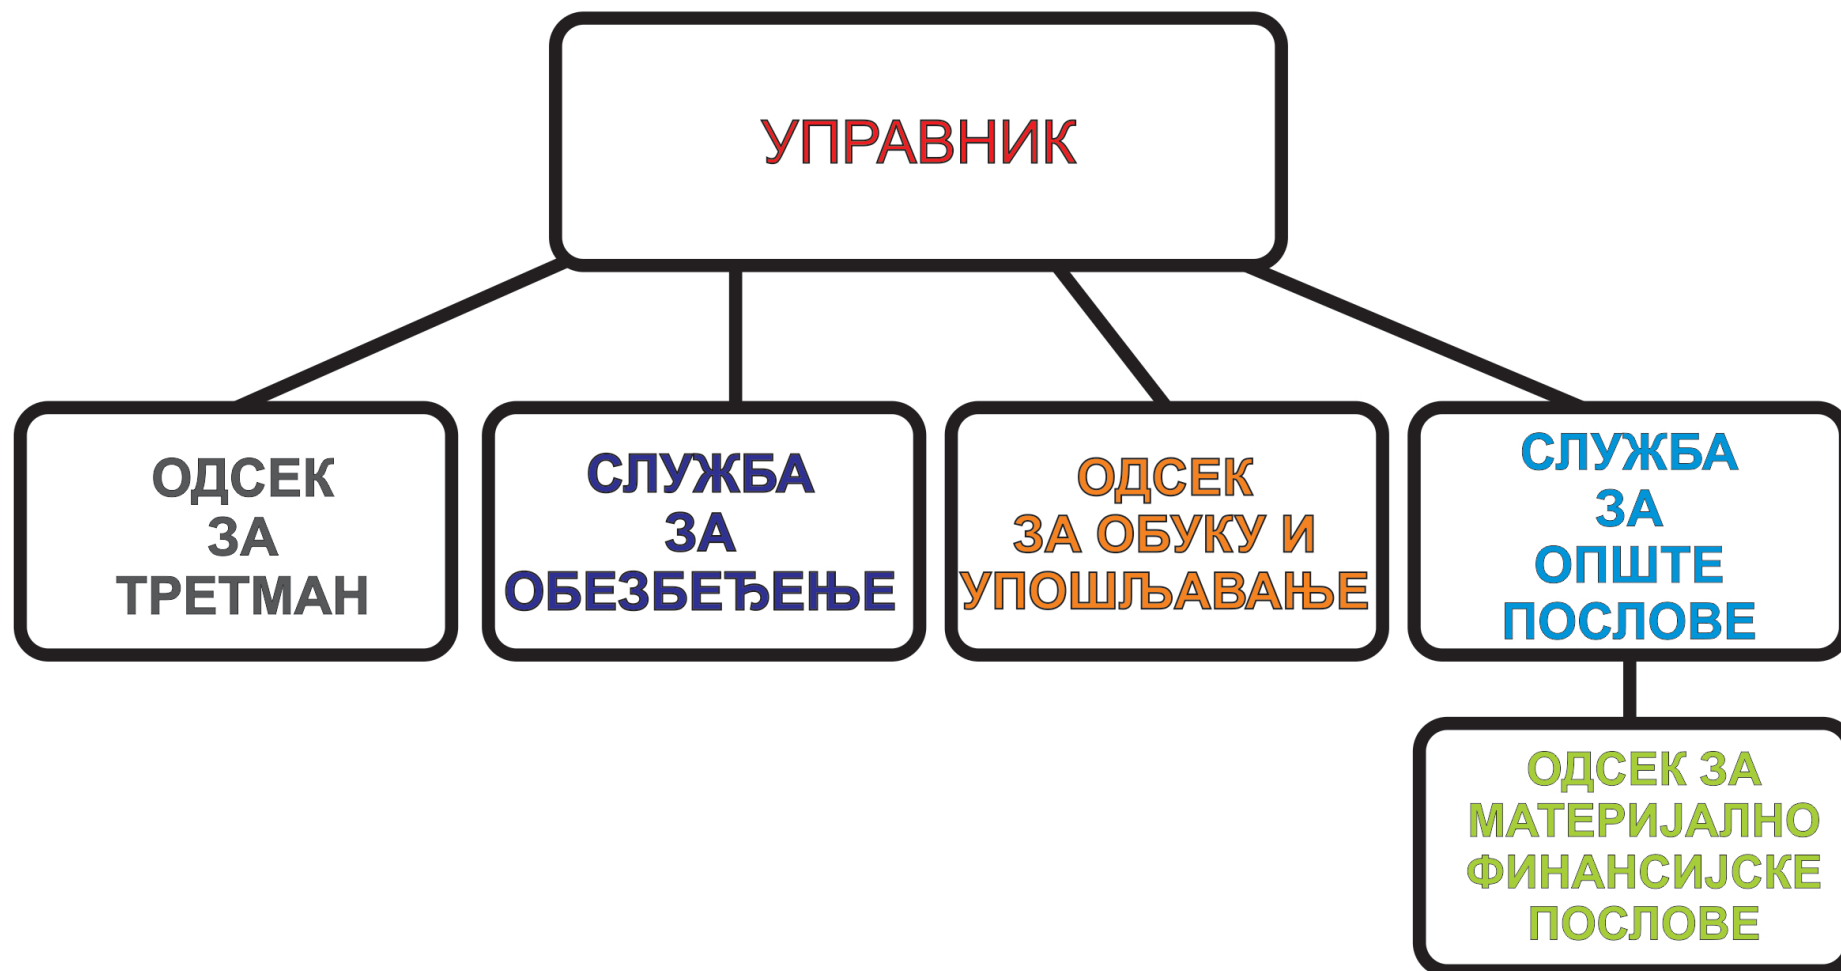 УПРАВНИК
ОДСЕК
ЗА
ТРЕТМАН
СЛУЖБА
ЗА
ОБЕЗБЕЂЕЊЕ
ОДСЕК
ЗА ОБУКУ И
УПОШЉАВАЊЕ
СЛУЖБА
ЗА
ОПШТЕ
ПОСЛОВЕ
ОДСЕК ЗА
МАТЕРИЈАЛНО
ФИНАНСИЈСКЕ
ПОСЛОВЕ